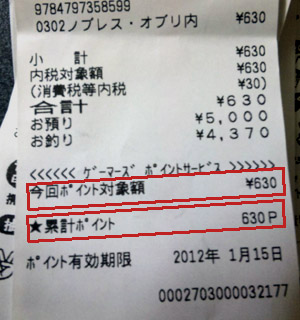 9784797358599
0302ノブレス・オブリ内 ¥630
小 計 ¥630
内税対象額 ¥630
(消費税等内税 ¥30)
合計 ¥630
お預り ¥5,000
お釣り ¥4,370
<<<<<< ゲーマーズ ポイントサービス >>>>>>
今回ポイント対象額 ¥630
★累計ポイント 630P
ポイント有効期限 2012年 1月15日
0002703000032177